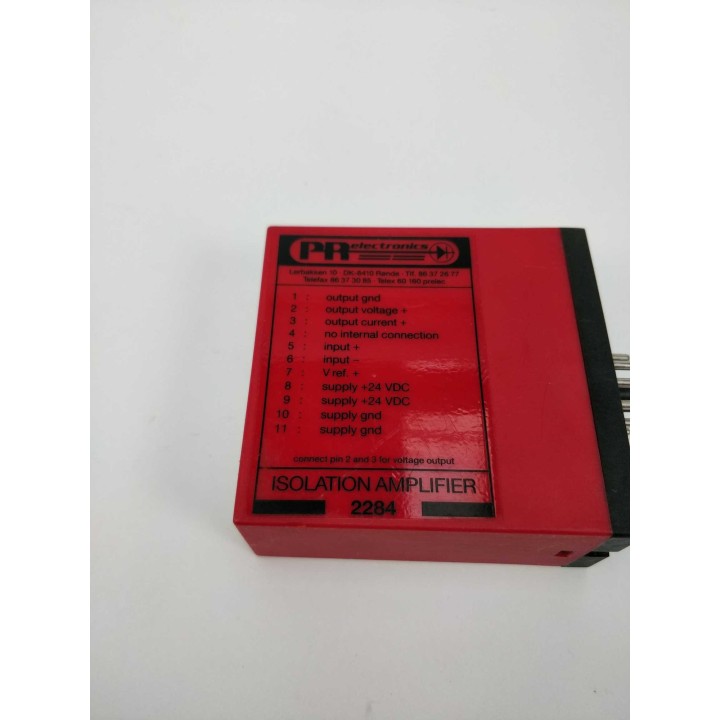 PR electronics
Lerbakken 10 · DK-8410 Rønde · Tlf. 86 37 26 77
Telefax 86 37 30 85 · Telex 60 160 pretec
1 : output gnd
2 : output voltage +
3 : output current +
4 : no internal connection
5 : input +
6 : input –
7 : V ref. +
8 : supply +24 VDC
9 : supply +24 VDC
10 : supply gnd
11 : supply gnd
connect pin 2 and 3 for voltage output
ISOLATION AMPLIFIER
2284